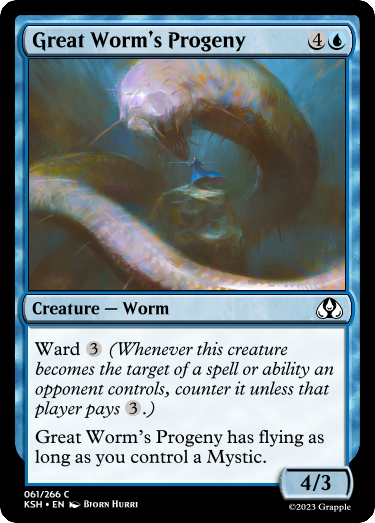 Great Worm's Progeny 4
Creature — Worm
Ward 3 (Whenever this creature
becomes the target of a spell or ability an
opponent controls, counter it unless that
player pays 3.)
Great Worm's Progeny has flying as
long as you control a Mystic.
4/3
061/266 C
KSH • EN Bjorn Hurri
©2023 Grapple